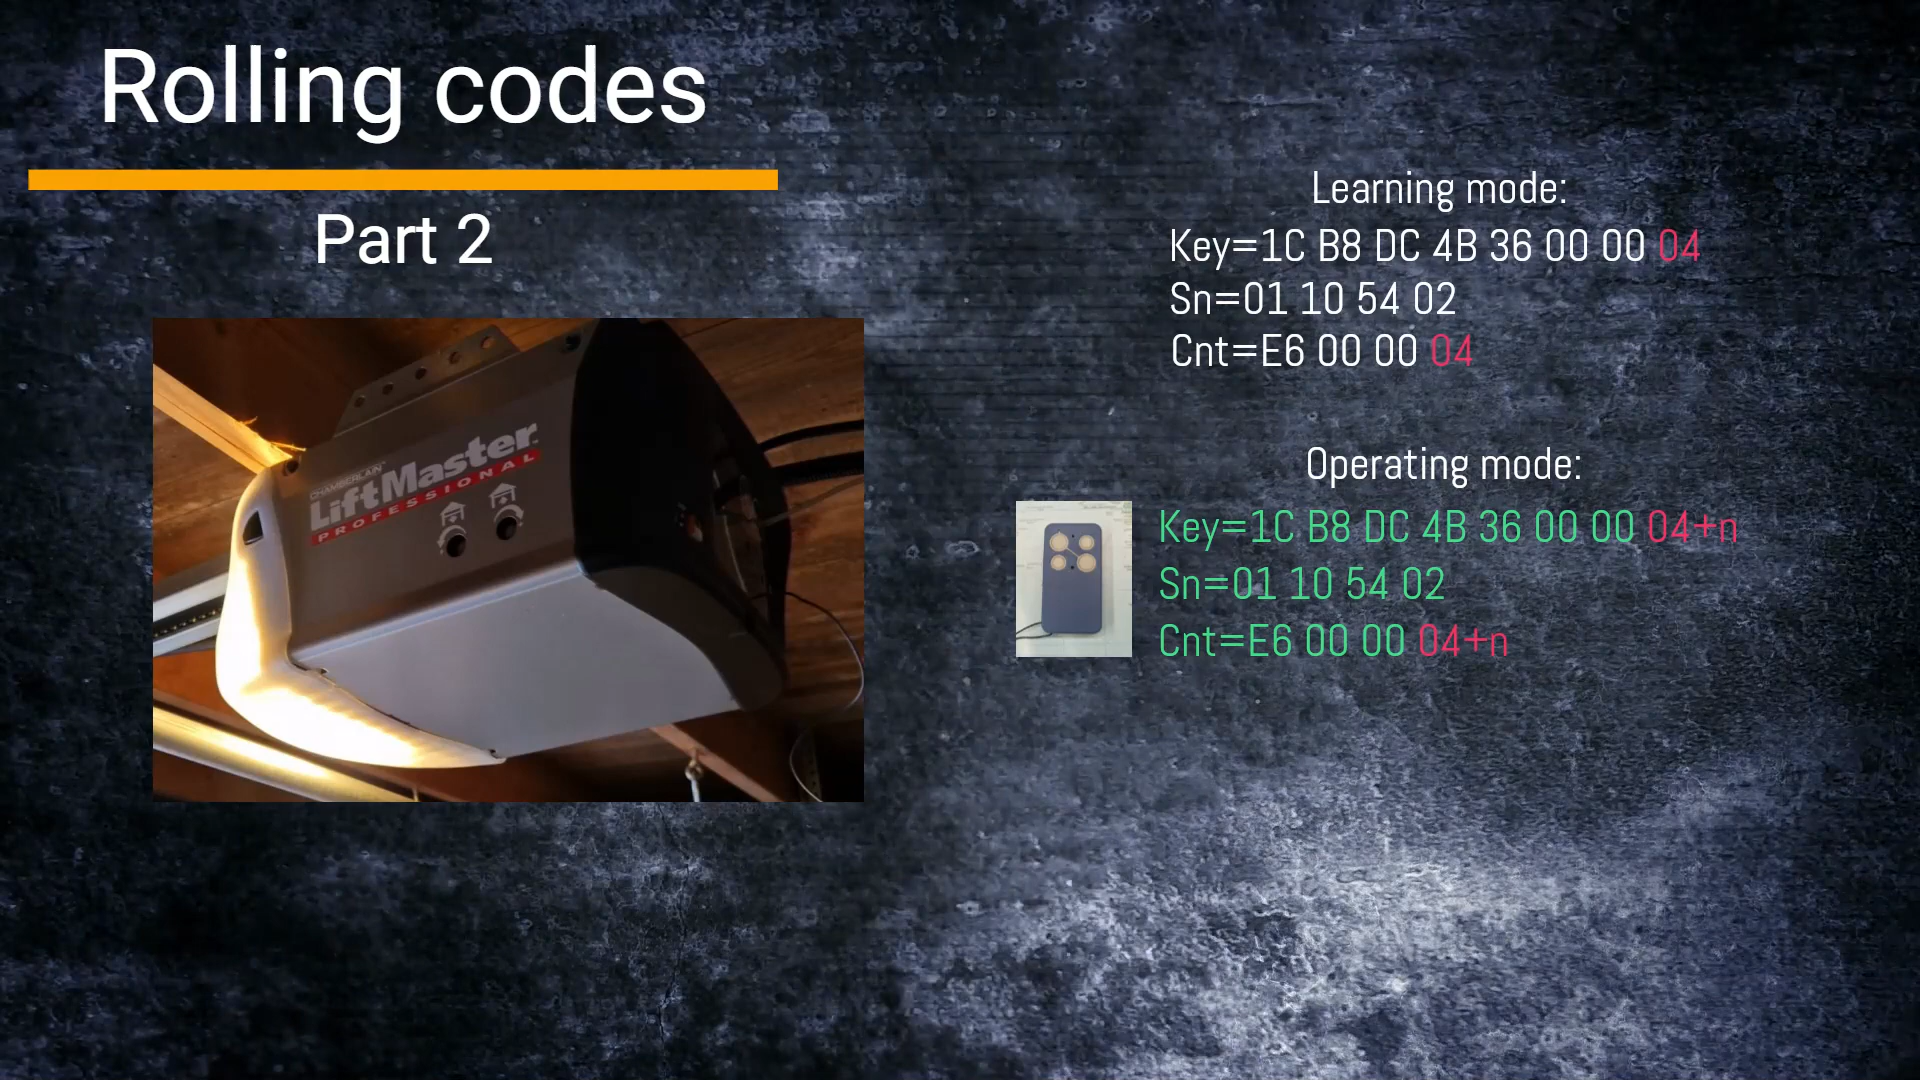 Rolling codes
Part 2
CHAMBERLAIN
LiftMaster
PROFESSIONAL
Learning mode:
Key=1C B8 DC 4B 36 00 00 04
Sn=01 10 54 02
Cnt=E6 00 00 04
Operating mode:
Key=1C B8 DC 4B 36 00 00 04+n
Sn=01 10 54 02
Cnt=E6 00 00 04+n